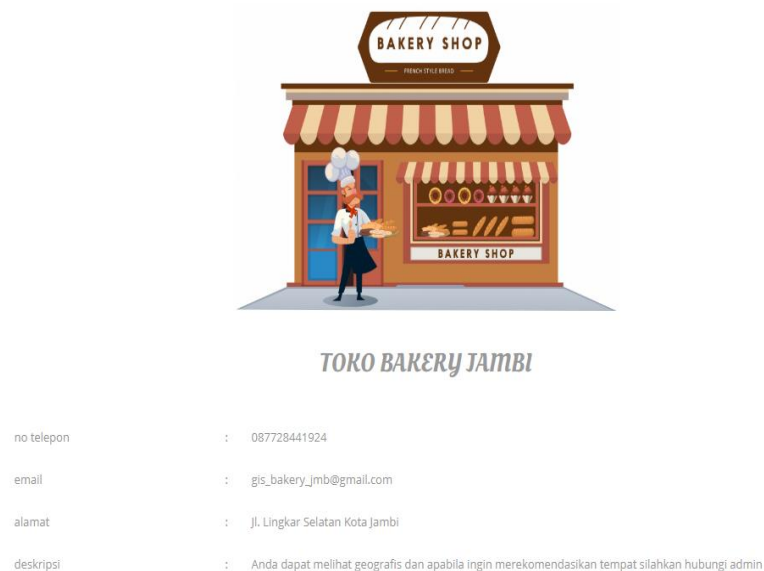 BAKERY SHOP
FRENCH STYLE BREAD
BAKERY SHOP
TOKO BAKERY JAMBI
no telepon : 087728441924
email : gis_bakery_jmb@gmail.com
alamat : Jl. Lingkar Selatan Kota Jambi
deskripsi : Anda dapat melihat geografis dan apabila ingin merekomendasikan tempat silahkan hubungi admin